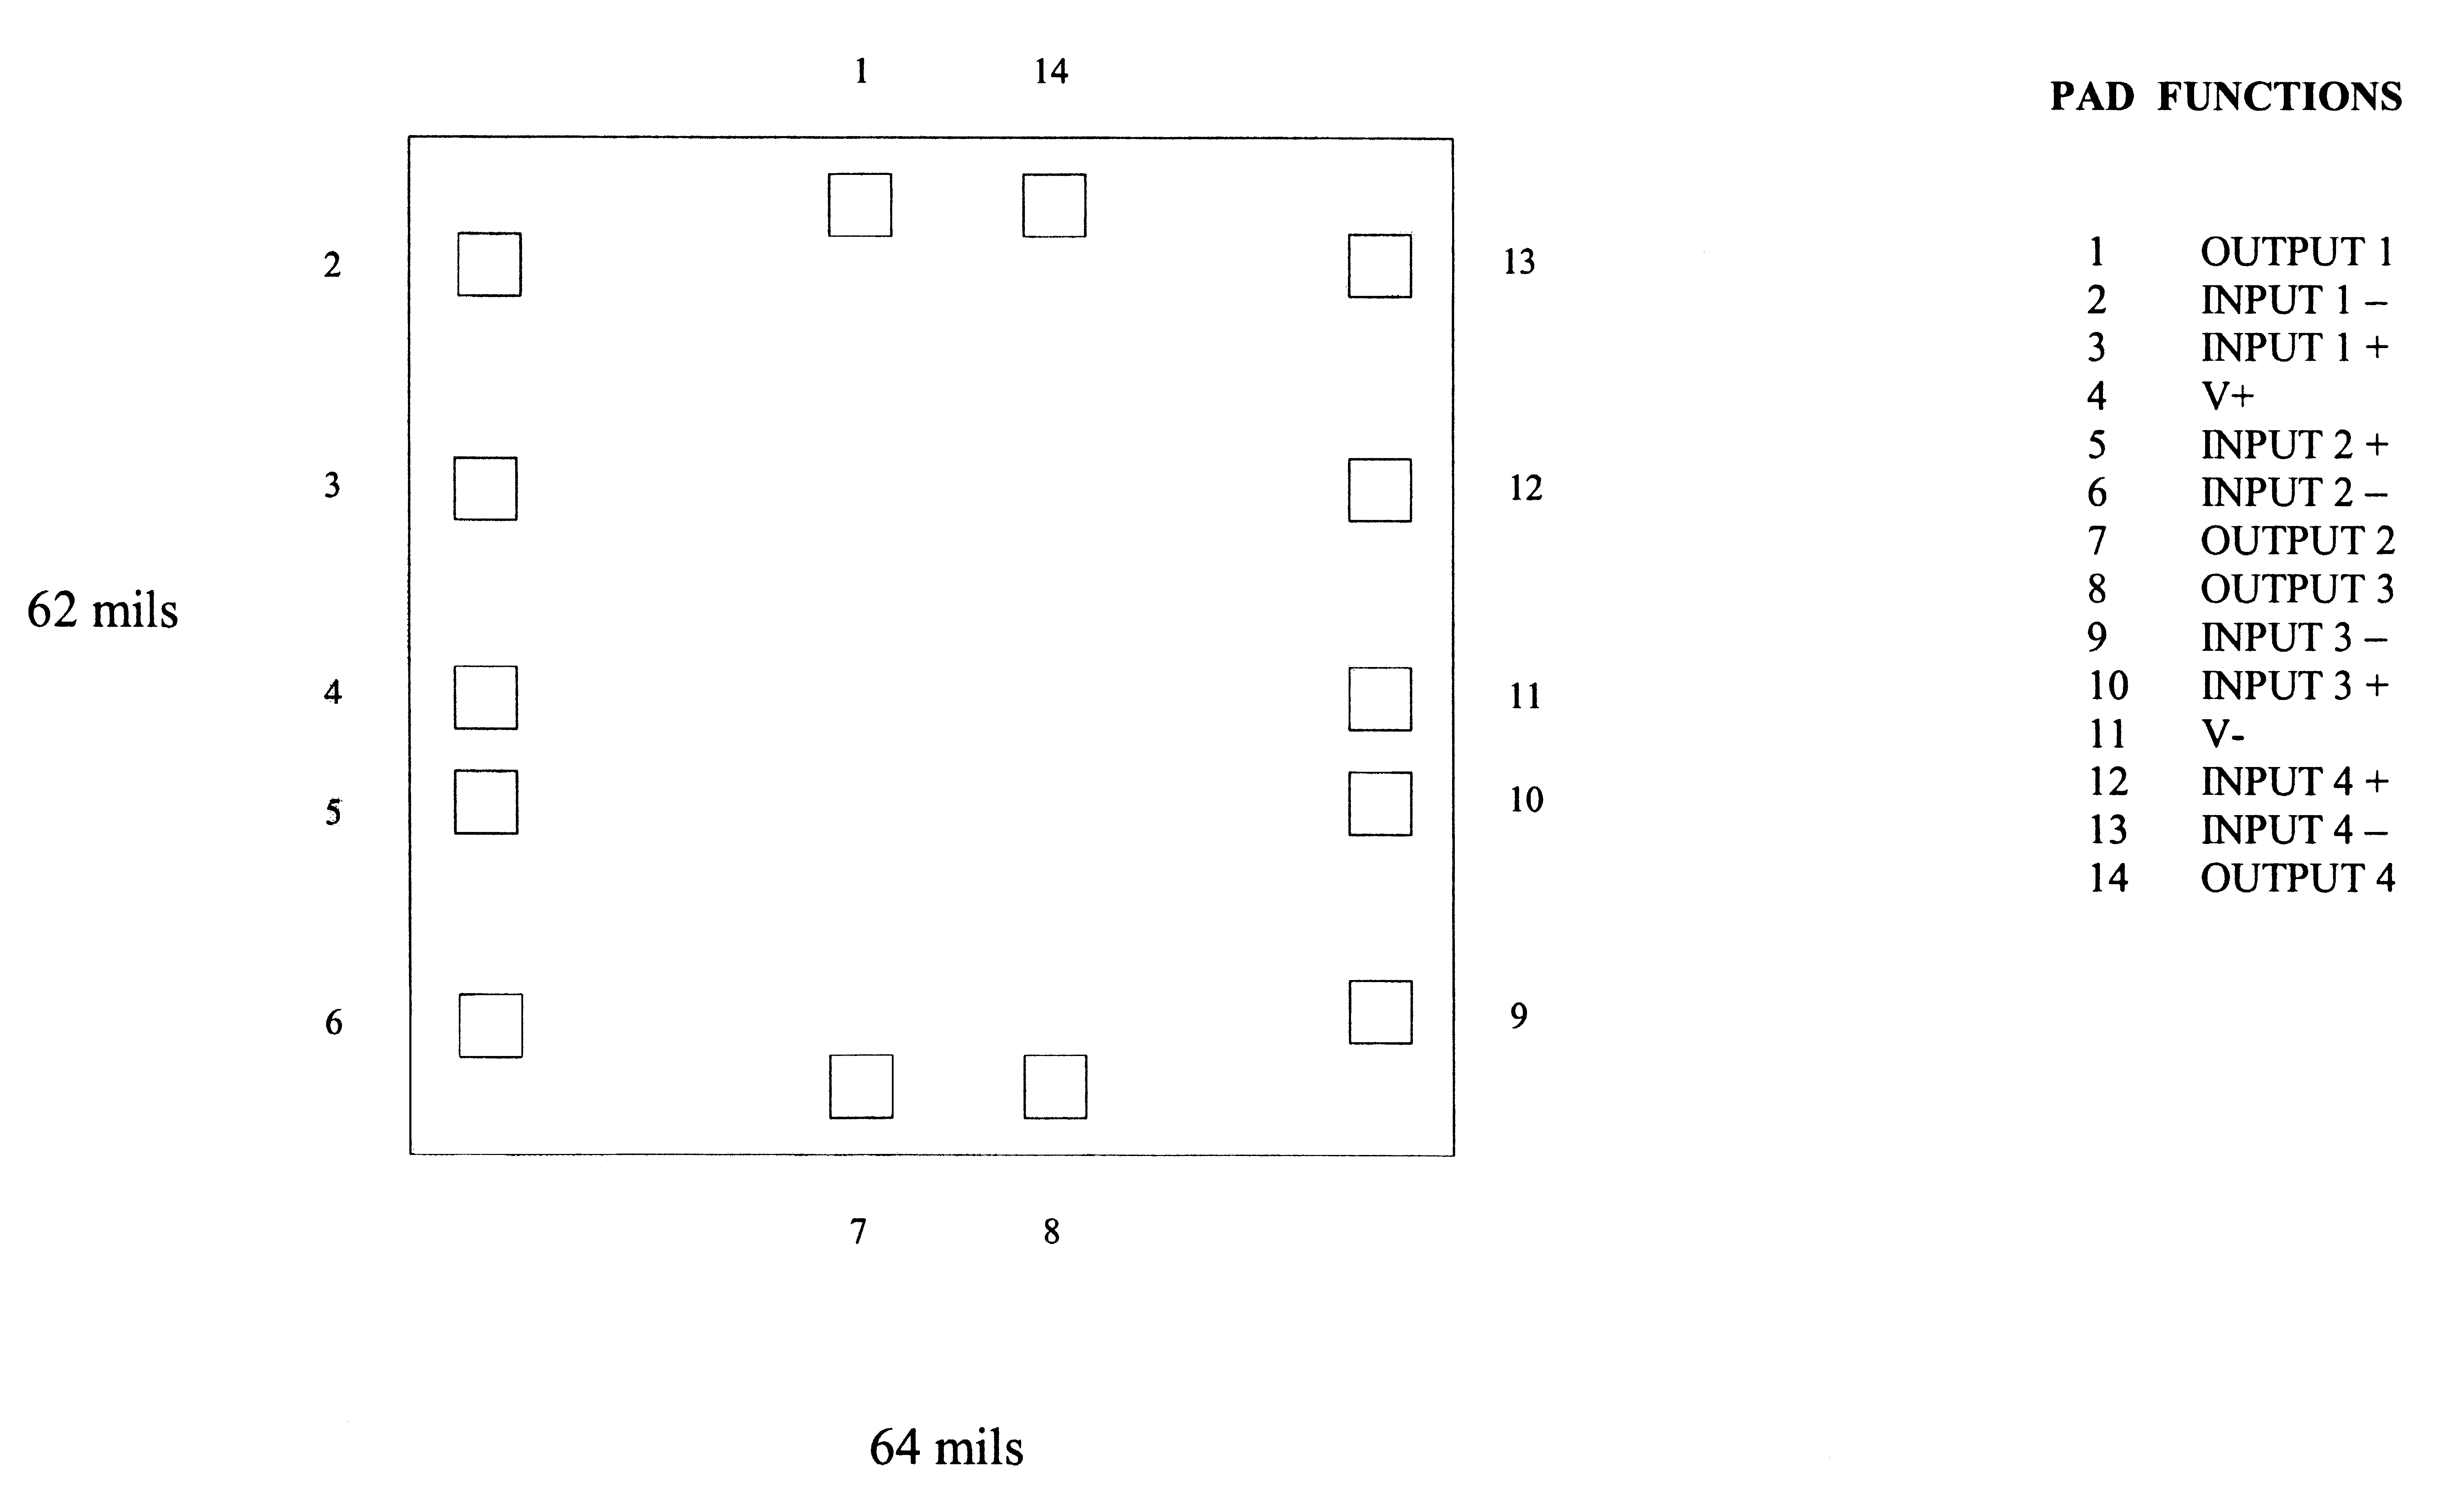 1 14
PAD FUNCTIONS
2
13
3
12
62 mils
4
11
5
10
6
9
7 8
64 mils
1 OUTPUT 1
2 INPUT 1 –
3 INPUT 1 +
4 V+
5 INPUT 2 +
6 INPUT 2 –
7 OUTPUT 2
8 OUTPUT 3
9 INPUT 3 –
10 INPUT 3 +
11 V-
12 INPUT 4 +
13 INPUT 4 –
14 OUTPUT 4